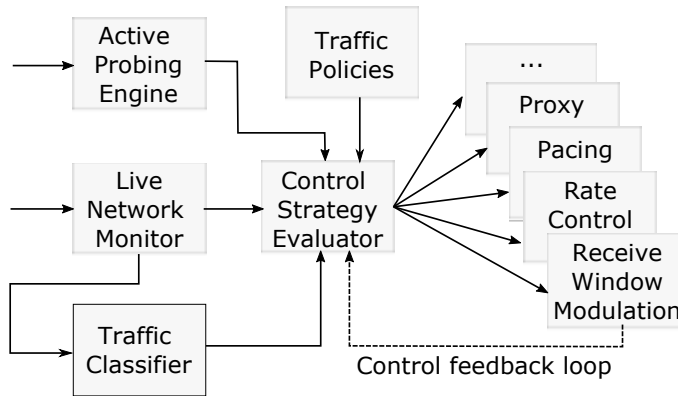 Active
Probing
Engine
Traffic
Policies
...
Proxy
Pacing
Rate
Control
Receive
Window
Modulation
Live
Network
Monitor
Control
Strategy
Evaluator
Traffic
Classifier
Control feedback loop